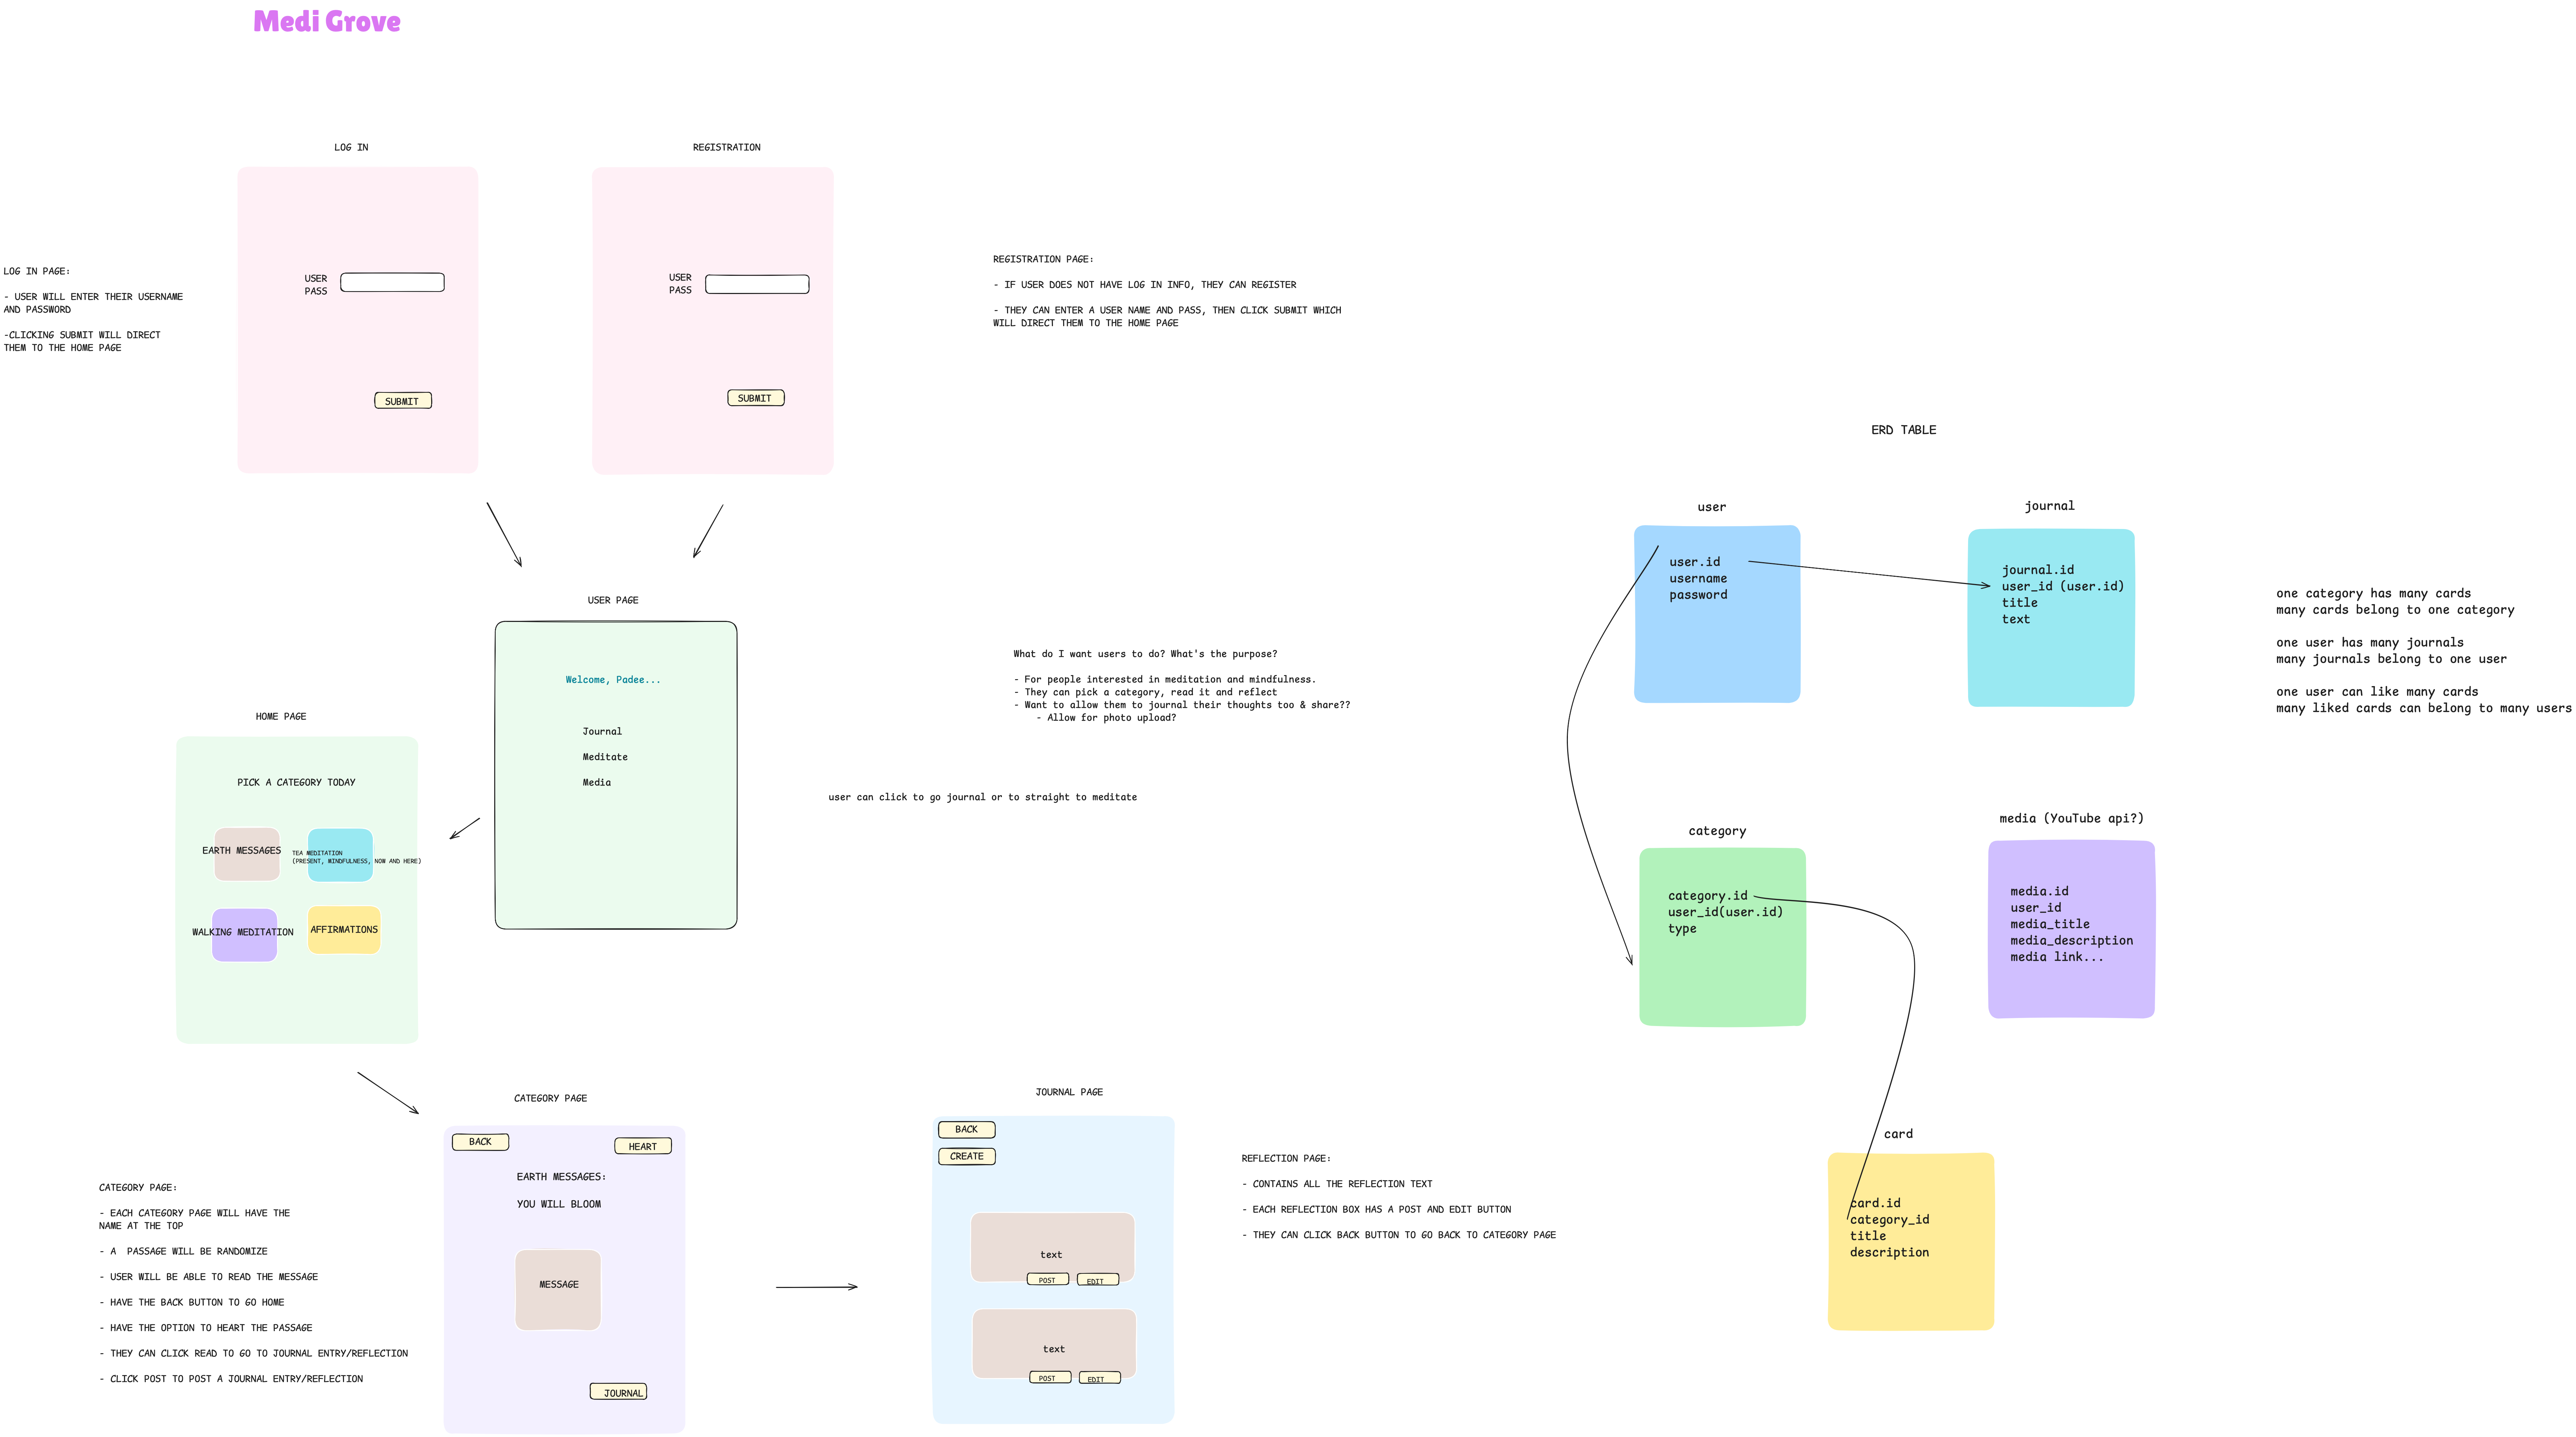 Medi Grove
LOG IN
REGISTRATION
LOG IN PAGE:
- USER WILL ENTER THEIR USERNAME
AND PASSWORD
-CLICKING SUBMIT WILL DIRECT
THEM TO THE HOME PAGE
USER
PASS
SUBMIT
USER
PASS
SUBMIT
REGISTRATION PAGE:
- IF USER DOES NOT HAVE LOG IN INFO, THEY CAN REGISTER
- THEY CAN ENTER A USER NAME AND PASS, THEN CLICK SUBMIT WHICH
WILL DIRECT THEM TO THE HOME PAGE
USER PAGE
Welcome, Padee...
Journal
Meditate
Media
What do I want users to do? What's the purpose?
- For people interested in meditation and mindfulness.
- They can pick a category, read it and reflect
- Want to allow them to journal their thoughts too & share??
- Allow for photo upload?
user can click to go journal or to straight to meditate
HOME PAGE
PICK A CATEGORY TODAY
EARTH MESSAGES
TEA MEDITATION
(PRESENT, MINDFULNESS, NOW AND HERE)
WALKING MEDITATION
AFFIRMATIONS
CATEGORY PAGE
BACK
HEART
EARTH MESSAGES:
YOU WILL BLOOM
MESSAGE
JOURNAL
CATEGORY PAGE:
- EACH CATEGORY PAGE WILL HAVE THE
NAME AT THE TOP
- A  PASSAGE WILL BE RANDOMIZE
- USER WILL BE ABLE TO READ THE MESSAGE
- HAVE THE BACK BUTTON TO GO HOME
- HAVE THE OPTION TO HEART THE PASSAGE
- THEY CAN CLICK READ TO GO TO JOURNAL ENTRY/REFLECTION
- CLICK POST TO POST A JOURNAL ENTRY/REFLECTION
JOURNAL PAGE
BACK
CREATE
text
POST
EDIT
text
POST
EDIT
REFLECTION PAGE:
- CONTAINS ALL THE REFLECTION TEXT
- EACH REFLECTION BOX HAS A POST AND EDIT BUTTON
- THEY CAN CLICK BACK BUTTON TO GO BACK TO CATEGORY PAGE
ERD TABLE
user
user.id
username
password
journal
journal.id
user_id (user.id)
title
text
one category has many cards
many cards belong to one category
one user has many journals
many journals belong to one user
one user can like many cards
many liked cards can belong to many users
category
category.id
user_id(user.id)
type
media (YouTube api?)
media.id
user_id
media_title
media_description
media link...
card
card.id
category_id
title
description